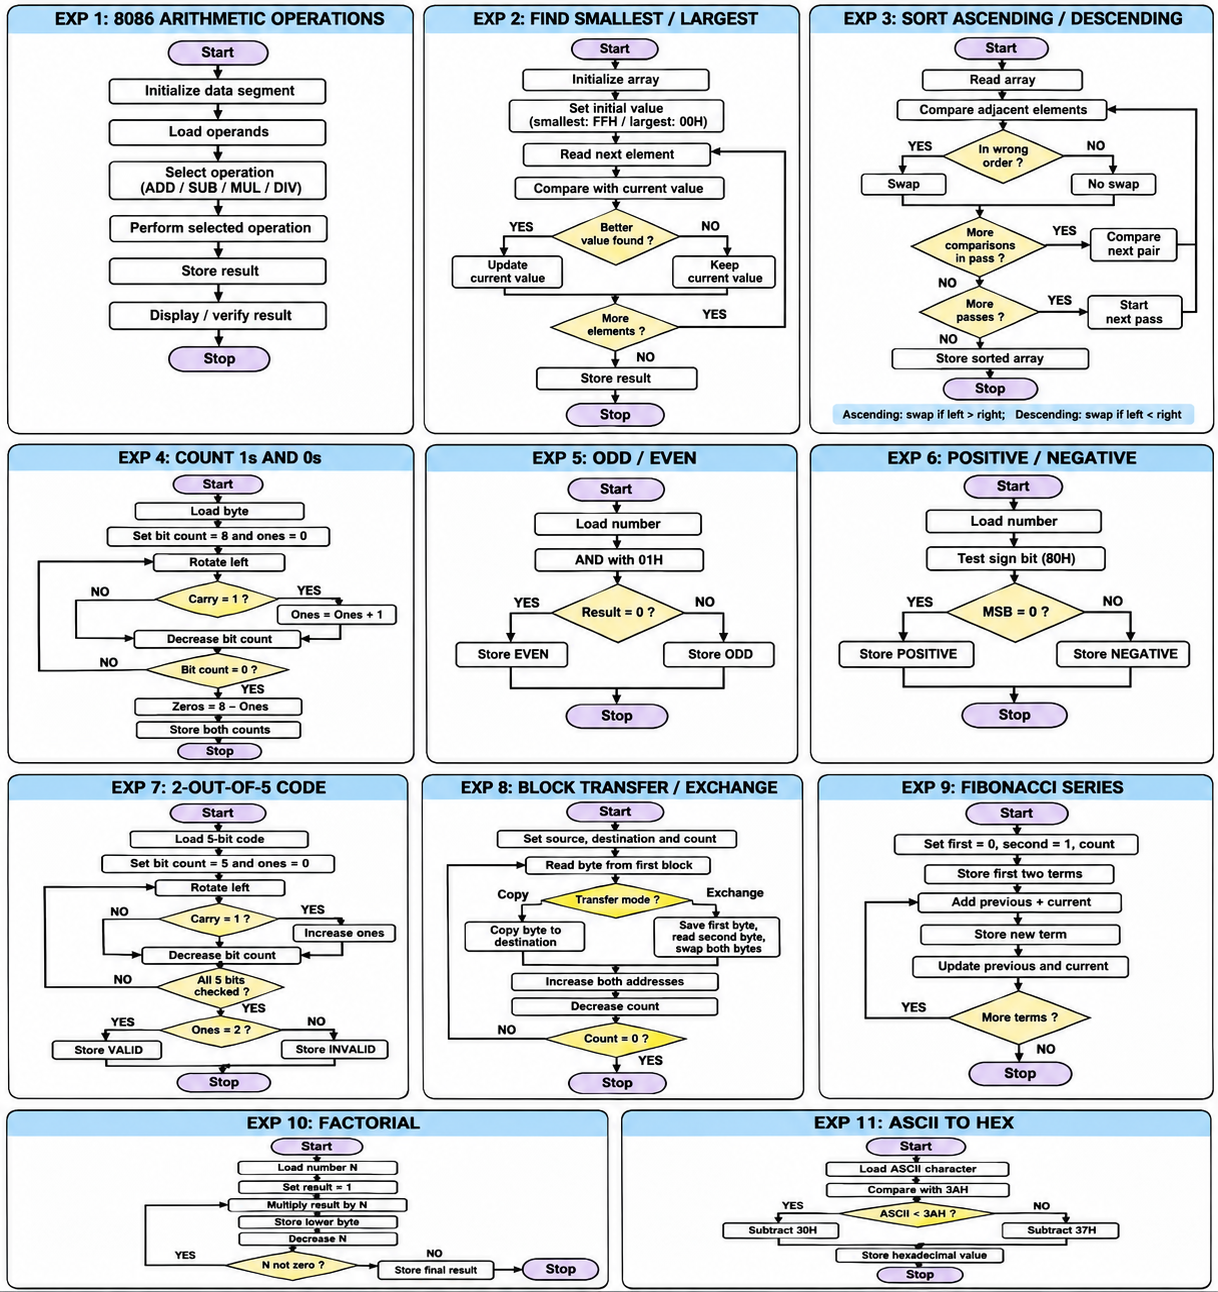 EXP 1: 8086 ARITHMETIC OPERATIONS
Start
Initialize data segment
Load operands
Select operation
(ADD / SUB / MUL / DIV)
Perform selected operation
Store result
Display / verify result
Stop
EXP 2: FIND SMALLEST / LARGEST
Start
Initialize array
Set initial value
(smallest: FFH / largest: 00H)
Read next element
Compare with current value
Better
value found ?
YES
NO
Update
current value
Keep
current value
More
elements ?
YES
NO
Store result
Stop
EXP 3: SORT ASCENDING / DESCENDING
Start
Read array
Compare adjacent elements
In wrong
order ?
YES
NO
Swap
No swap
More
comparisons
in pass ?
YES
Compare
next pair
NO
More
passes ?
YES
Start
next pass
NO
Store sorted array
Stop
Ascending: swap if left > right; Descending: swap if left < right
EXP 4: COUNT 1s AND 0s
Start
Load byte
Set bit count = 8 and ones = 0
Rotate left
Carry = 1 ?
NO
YES
Ones = Ones + 1
Decrease bit count
Bit count = 0 ?
NO
YES
Zeros = 8 – Ones
Store both counts
Stop
EXP 5: ODD / EVEN
Start
Load number
AND with 01H
Result = 0 ?
YES
NO
Store EVEN
Store ODD
Stop
EXP 6: POSITIVE / NEGATIVE
Start
Load number
Test sign bit (80H)
MSB = 0 ?
YES
NO
Store POSITIVE
Store NEGATIVE
Stop
EXP 7: 2-OUT-OF-5 CODE
Start
Load 5-bit code
Set bit count = 5 and ones = 0
Rotate left
Carry = 1 ?
NO
YES
Increase ones
Decrease bit count
All 5 bits
checked ?
NO
YES
Ones = 2 ?
YES
NO
Store VALID
Store INVALID
Stop
EXP 8: BLOCK TRANSFER / EXCHANGE
Start
Set source, destination and count
Read byte from first block
Transfer mode ?
Copy
Exchange
Copy byte to
destination
Save first byte,
read second byte,
swap both bytes
Increase both addresses
Decrease count
Count = 0 ?
NO
YES
Stop
EXP 9: FIBONACCI SERIES
Start
Set first = 0, second = 1, count
Store first two terms
Add previous + current
Store new term
Update previous and current
More terms ?
YES
NO
Stop
EXP 10: FACTORIAL
Start
Load number N
Set result = 1
Multiply result by N
Store lower byte
Decrease N
N not zero ?
YES
NO
Store final result
Stop
EXP 11: ASCII TO HEX
Start
Load ASCII character
Compare with 3AH
ASCII < 3AH ?
YES
NO
Subtract 30H
Subtract 37H
Store hexadecimal value
Stop